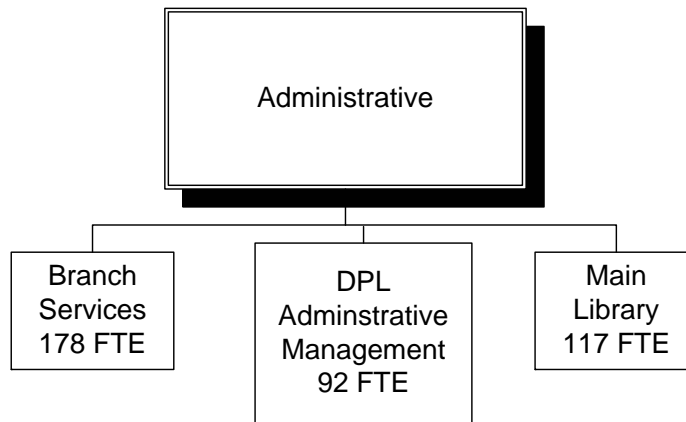 Administrative
Branch
Services
178 FTE
DPL
Adminstrative
Management
92 FTE
Main
Library
117 FTE